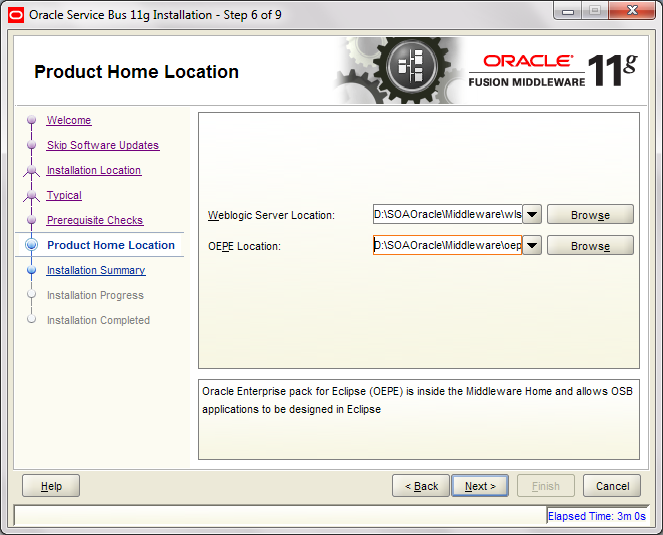 Oracle Service Bus 11g Installation - Step 6 of 9
Product Home Location
ORACLE
FUSION MIDDLEWARE 11g
Welcome
Skip Software Updates
Installation Location
Typical
Prerequisite Checks
Product Home Location
Installation Summary
Installation Progress
Installation Completed
Weblogic Server Location: D:\SOAOracle\Middleware\wls Browse
OEPE Location: D:\SOAOracle\Middleware\oep Browse
Oracle Enterprise pack for Eclipse (OEPE) is inside the Middleware Home and allows OSB
applications to be designed in Eclipse
Help < Back Next > Finish Cancel
Elapsed Time: 3m 0s